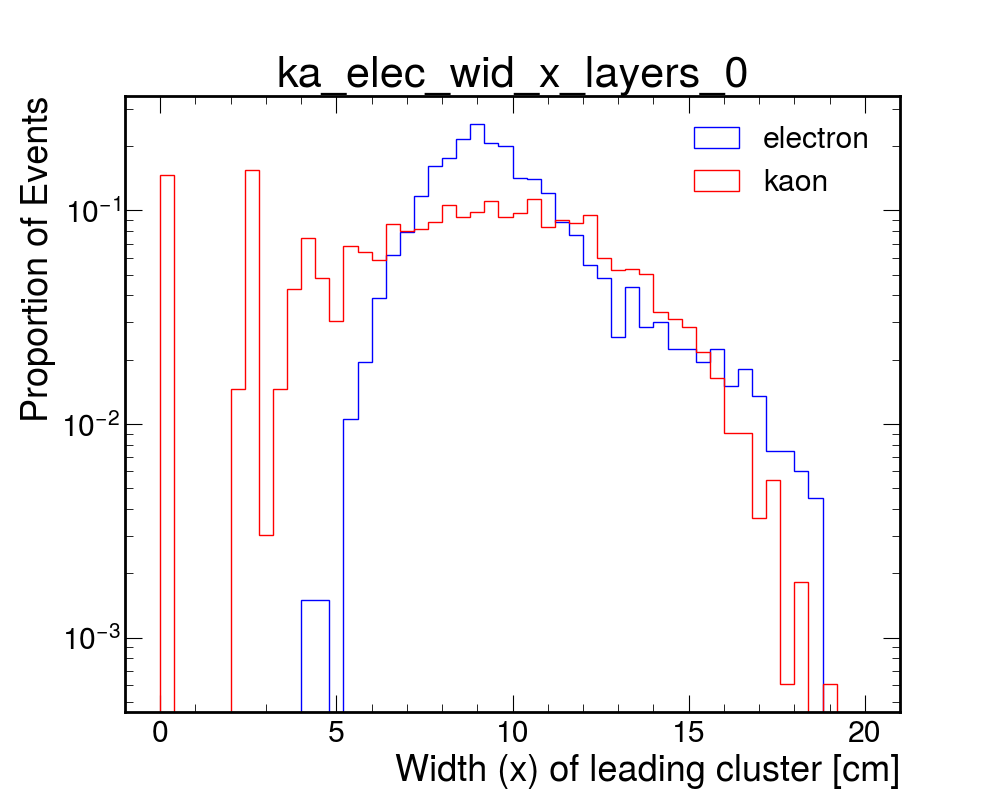 ka_elec_wid_x_layers_0
Proportion of Events
electron
kaon
10⁻¹
10⁻²
10⁻³
0 5 10 15 20
Width (x) of leading cluster [cm]